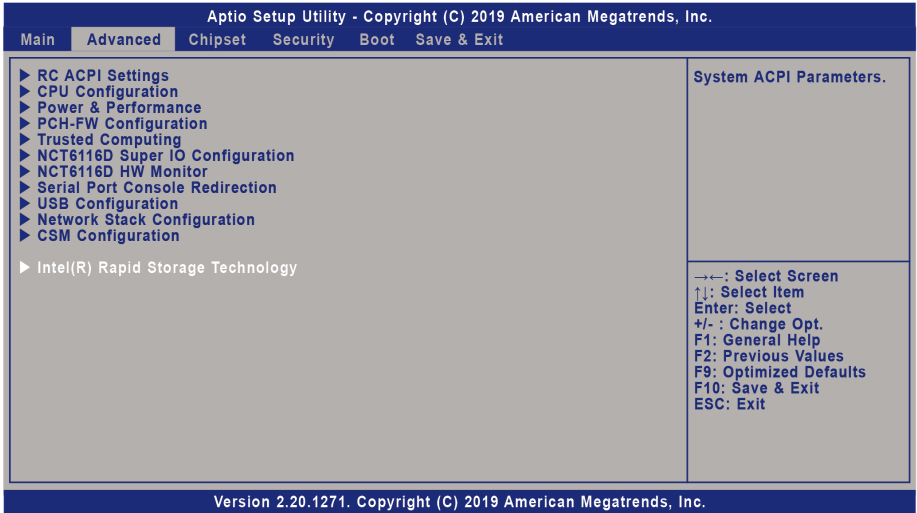 Aptio Setup Utility - Copyright (C) 2019 American Megatrends, Inc.
Main Advanced Chipset Security Boot Save & Exit
▶ RC ACPI Settings
▶ CPU Configuration
▶ Power & Performance
▶ PCH-FW Configuration
▶ Trusted Computing
▶ NCT6116D Super IO Configuration
▶ NCT6116D HW Monitor
▶ Serial Port Console Redirection
▶ USB Configuration
▶ Network Stack Configuration
▶ CSM Configuration
▶ Intel(R) Rapid Storage Technology
System ACPI Parameters.
→←: Select Screen
↑↓: Select Item
Enter: Select
+/- : Change Opt.
F1: General Help
F2: Previous Values
F9: Optimized Defaults
F10: Save & Exit
ESC: Exit
Version 2.20.1271. Copyright (C) 2019 American Megatrends, Inc.